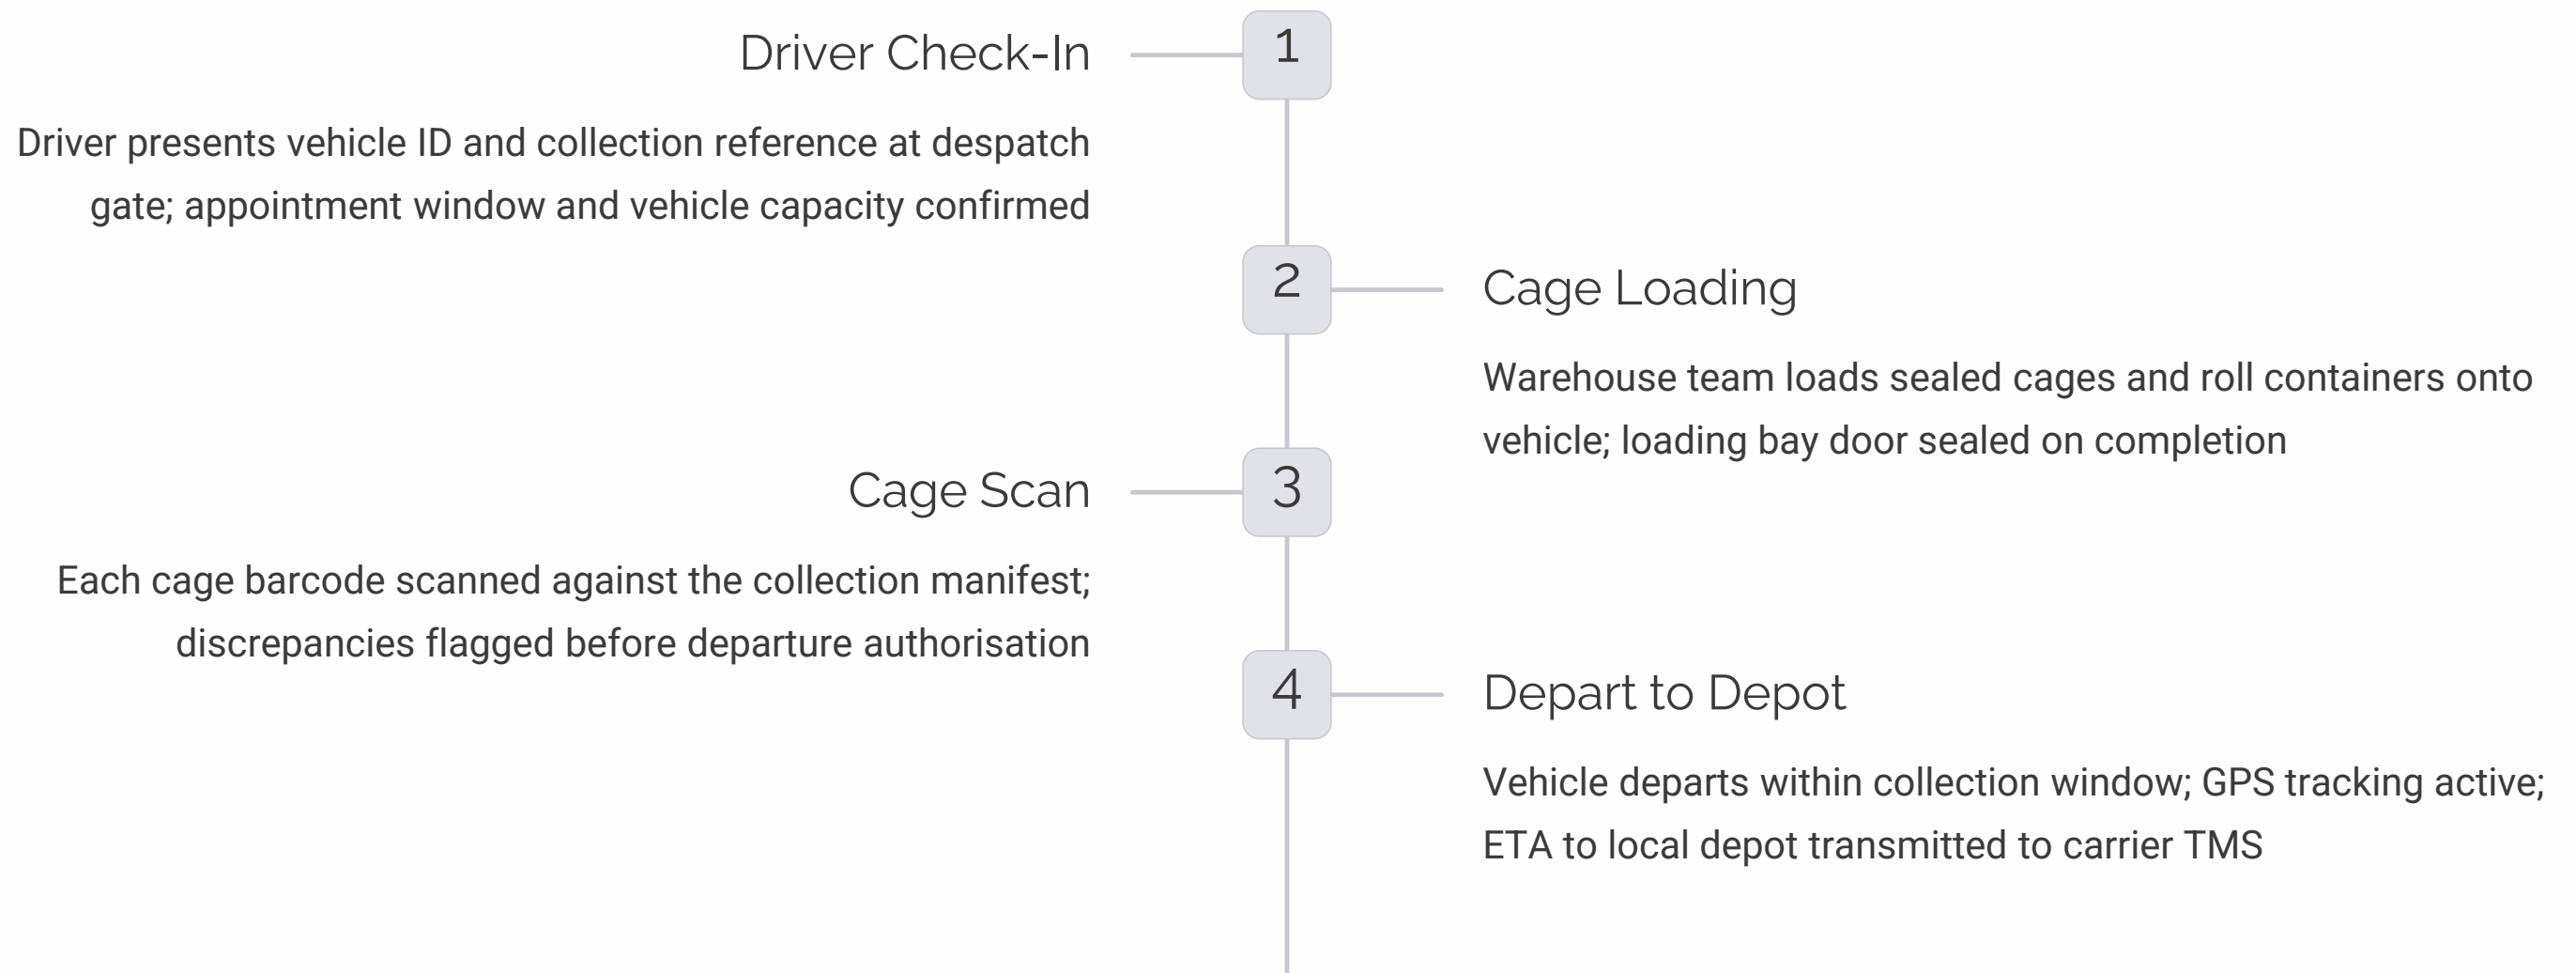 1
Driver Check-In
Driver presents vehicle ID and collection reference at despatch
gate; appointment window and vehicle capacity confirmed
2
Cage Loading
Warehouse team loads sealed cages and roll containers onto
vehicle; loading bay door sealed on completion
3
Cage Scan
Each cage barcode scanned against the collection manifest;
discrepancies flagged before departure authorisation
4
Depart to Depot
Vehicle departs within collection window; GPS tracking active;
ETA to local depot transmitted to carrier TMS